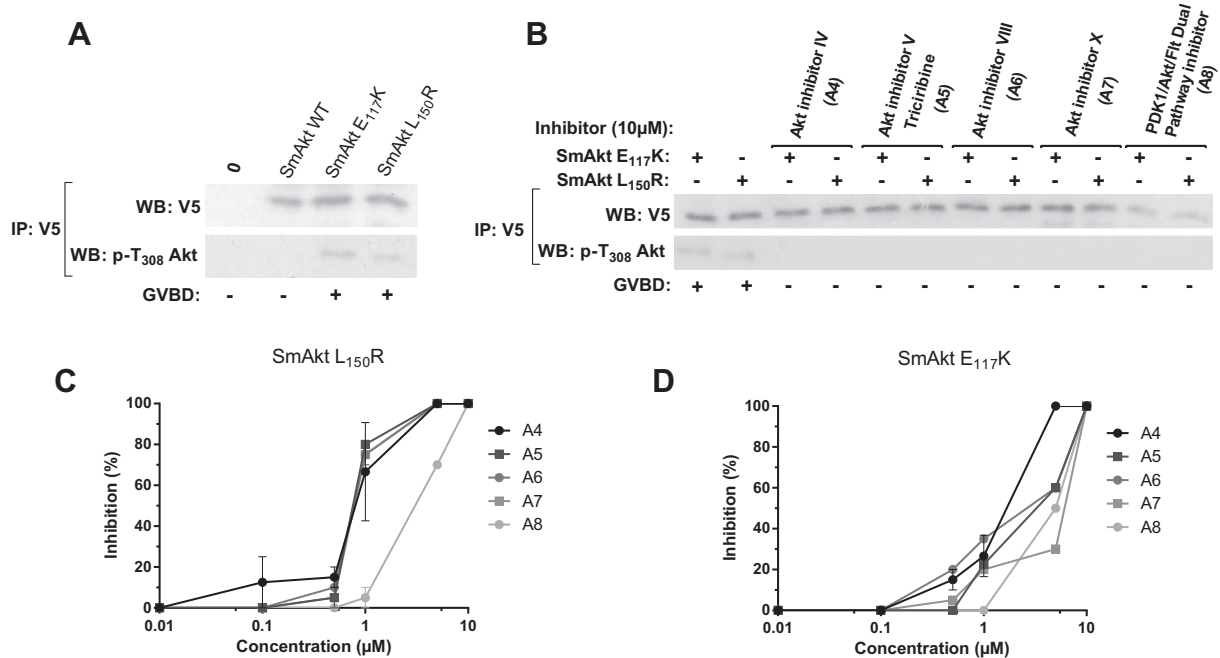 A
0
SmAkt WT
SmAkt E117K
SmAkt L150R
IP: V5
WB: V5
WB: p-T308 Akt
GVBD: - - + +
B
Akt inhibitor IV
(A4)
Akt inhibitor V
Triciribine
(A5)
Akt inhibitor VIII
(A6)
Akt inhibitor X
(A7)
PDK1/Akt/Flt Dual
Pathway inhibitor
(A8)
Inhibitor (10µM):
SmAkt E117K: + - + - + - + - + - + -
SmAkt L150R: - + - + - + - + - + - +
IP: V5
WB: V5
WB: p-T308 Akt
GVBD: + + - - - - - - - - - -
C
SmAkt L150R
Inhibition (%)
100
80
60
40
20
0
0.01 0.1 1 10
Concentration (µM)
A4
A5
A6
A7
A8
D
SmAkt E117K
Inhibition (%)
100
80
60
40
20
0
0.01 0.1 1 10
Concentration (µM)
A4
A5
A6
A7
A8